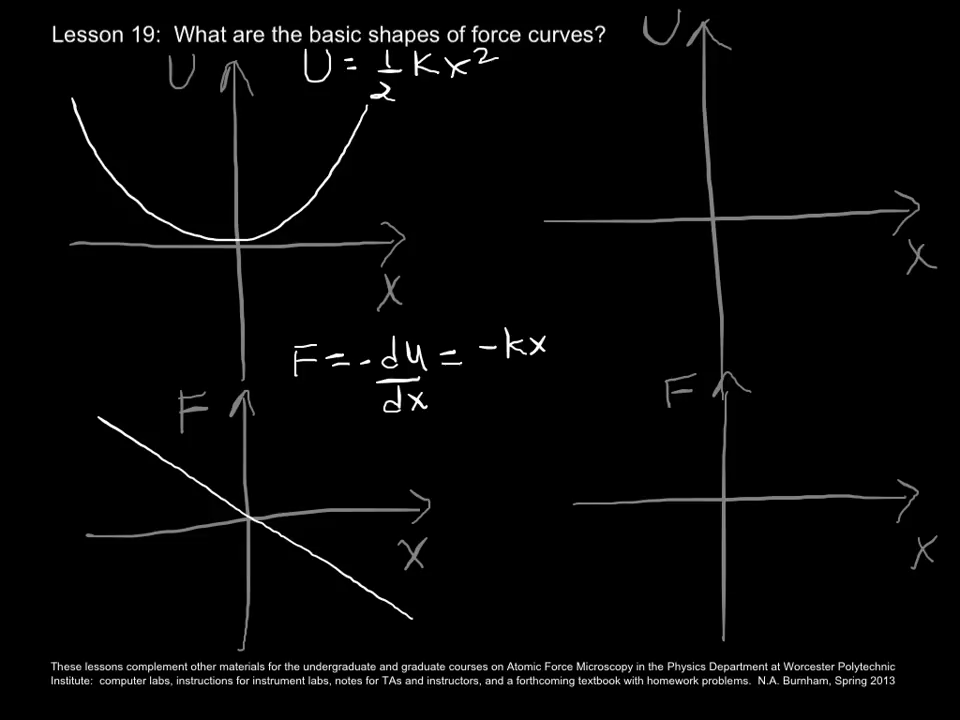 Lesson 19: What are the basic shapes of force curves?
U
U = 1/2 kx²
U
X
X
F = - du/dx = -kx
F
F
X
X
These lessons complement other materials for the undergraduate and graduate courses on Atomic Force Microscopy in the Physics Department at Worcester Polytechnic
Institute: computer labs, instructions for instrument labs, notes for TAs and instructors, and a forthcoming textbook with homework problems. N.A. Burnham, Spring 2013